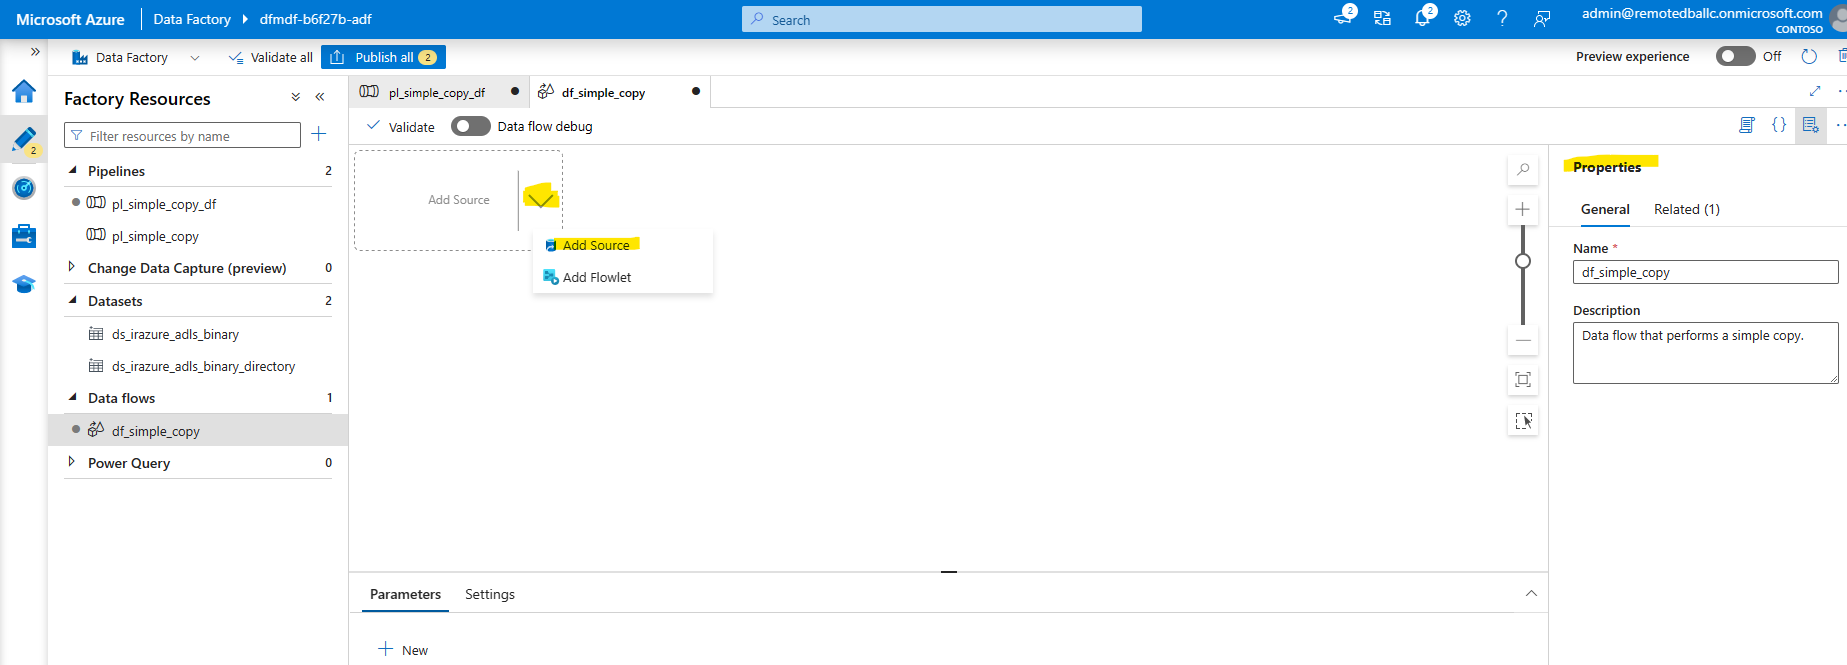 Microsoft Azure
Data Factory
dfmdf-b6f27b-adf
Search
2
2
admin@remotedballc.onmicrosoft.com
CONTOSO
Data Factory
Validate all
Publish all 2
Preview experience
Off
2
Factory Resources
Filter resources by name
Pipelines 2
pl_simple_copy_df
pl_simple_copy
Change Data Capture (preview) 0
Datasets 2
ds_irazure_adls_binary
ds_irazure_adls_binary_directory
Data flows 1
df_simple_copy
Power Query 0
pl_simple_copy_df
df_simple_copy
Validate
Data flow debug
Add Source
Add Source
Add Flowlet
Parameters
Settings
New
Properties
General
Related (1)
Name *
df_simple_copy
Description
Data flow that performs a simple copy.